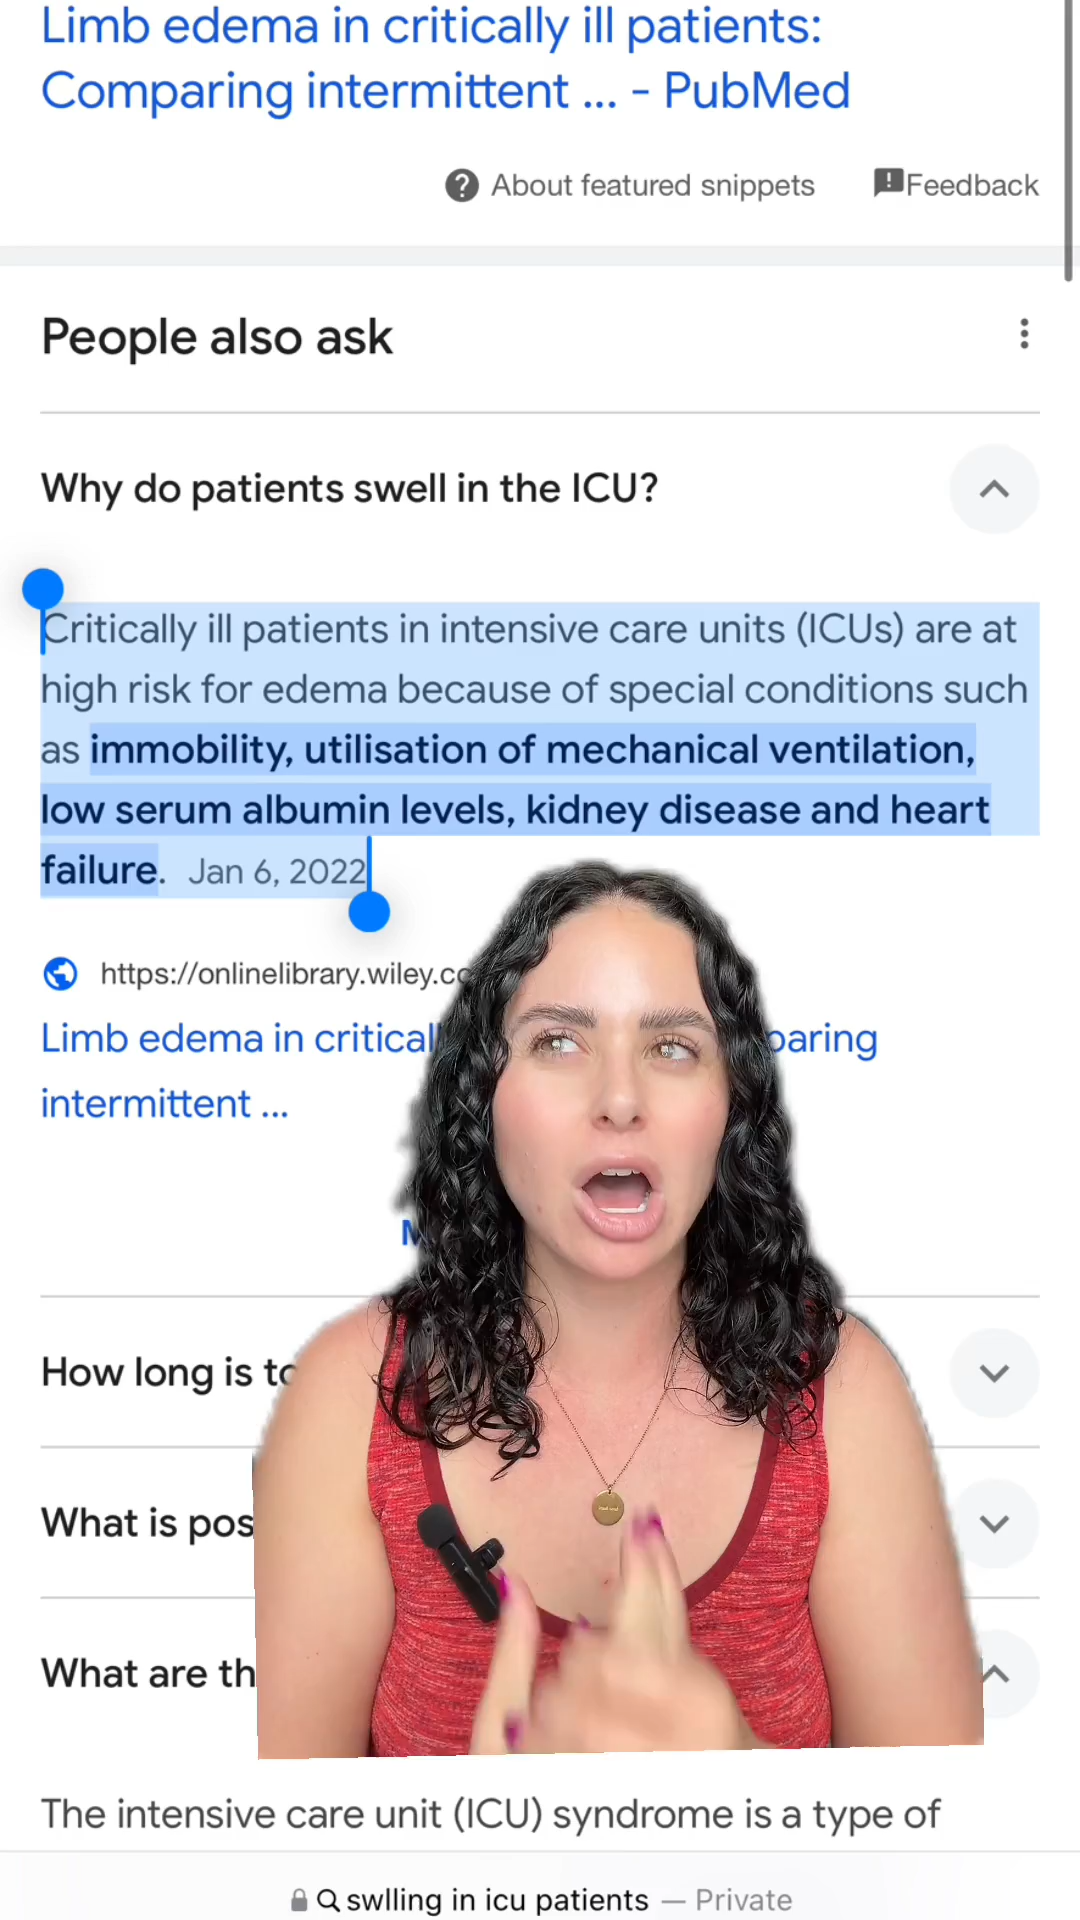 Limb edema in critically ill patients:
Comparing intermittent ... - PubMed
About featured snippets
Feedback
People also ask
Why do patients swell in the ICU?
Critically ill patients in intensive care units (ICUs) are at
high risk for edema because of special conditions such
as immobility, utilisation of mechanical ventilation,
low serum albumin levels, kidney disease and heart
failure. Jan 6, 2022
https://onlinelibrary.wiley.co
Limb edema in critical paring
intermittent ...
How long is to
What is pos
What are th
The intensive care unit (ICU) syndrome is a type of
swlling in icu patients — Private